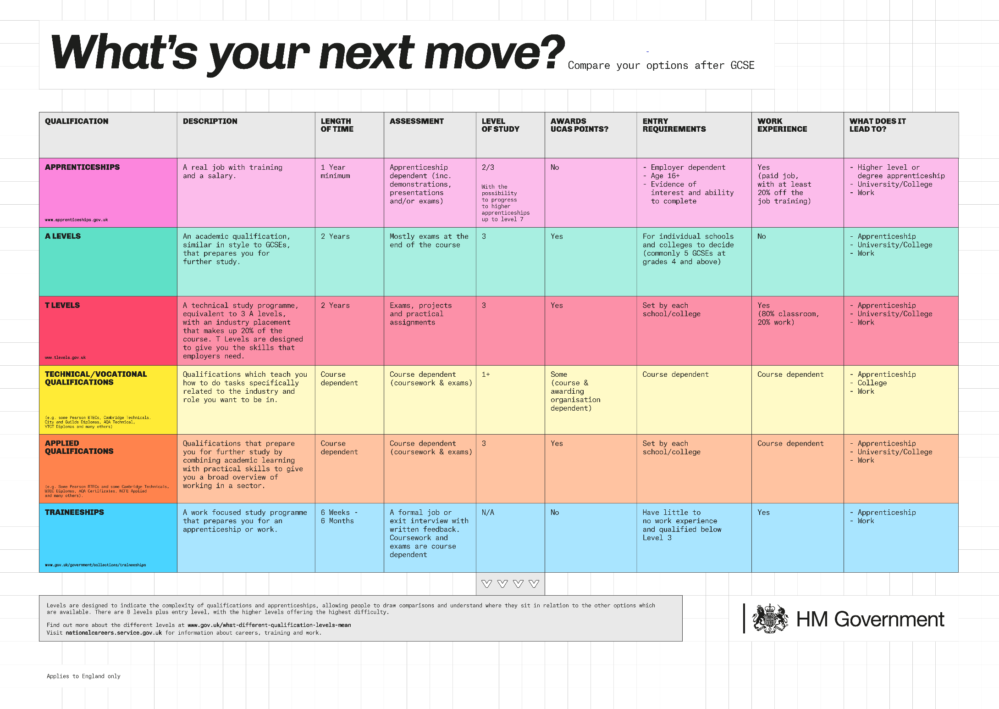 What's your next move?
Compare your options after GCSE
QUALIFICATION
DESCRIPTION
LENGTH
OF TIME
ASSESSMENT
LEVEL
OF STUDY
AWARDS
UCAS POINTS?
ENTRY
REQUIREMENTS
WORK
EXPERIENCE
WHAT DOES IT
LEAD TO?
APPRENTICESHIPS
www.apprenticeships.gov.uk
A real job with training
and a salary.
1 Year
minimum
Apprenticeship
dependent (inc.
demonstrations,
presentations
and/or exams)
2/3
With the
possibility
to progress
to higher
apprenticeships
up to level 7
No
- Employer dependent
- Age 16+
- Evidence of
interest and ability
to complete
Yes
(paid job,
with at least
20% off the
job training)
- Higher level or
degree apprenticeship
- University/College
- Work
A LEVELS
An academic qualification,
similar in style to GCSEs,
that prepares you for
further study.
2 Years
Mostly exams at the
end of the course
3
Yes
For individual schools
and colleges to decide
(commonly 5 GCSEs at
grades 4 and above)
No
- Apprenticeship
- University/College
- Work
T LEVELS
www.tlevels.gov.uk
A technical study programme,
equivalent to 3 A levels,
with an industry placement
that makes up 20% of the
course. T Levels are designed
to give you the skills that
employers need.
2 Years
Exams, projects
and practical
assignments
3
Yes
Set by each
school/college
Yes
(80% classroom,
20% work)
- Apprenticeship
- University/College
- Work
TECHNICAL/VOCATIONAL
QUALIFICATIONS
(e.g. some Pearson BTECs, Cambridge Technicals.
City and Guilds Diplomas, AQA Technical,
VTCT Diplomas and many others)
Qualifications which teach you
how to do tasks specifically
related to the industry and
role you want to be in.
Course
dependent
Course dependent
(coursework & exams)
1+
Some
(course &
awarding
organisation
dependent)
Course dependent
Course dependent
- Apprenticeship
- College
- Work
APPLIED
QUALIFICATIONS
(e.g. Some Pearson BTECs and some Cambridge Technicals,
WJEC Diplomas, AQA Certificates, NCFE Applied
and many others).
Qualifications that prepare
you for further study by
combining academic learning
with practical skills to give
you a broad overview of
working in a sector.
Course
dependent
Course dependent
(coursework & exams)
3
Yes
Set by each
school/college
Course dependent
- Apprenticeship
- University/College
- Work
TRAINEESHIPS
www.gov.uk/government/collections/traineeships
A work focused study programme
that prepares you for an
apprenticeship or work.
6 Weeks -
6 Months
A formal job or
exit interview with
written feedback.
Coursework and
exams are course
dependent
N/A
No
Have little to
no work experience
and qualified below
Level 3
Yes
- Apprenticeship
- Work
Levels are designed to indicate the complexity of qualifications and apprenticeships, allowing people to draw comparisons and understand where they sit in relation to the other options which
are available. There are 8 levels plus entry level, with the higher levels offering the highest difficulty.
Find out more about the different levels at www.gov.uk/what-different-qualification-levels-mean
Visit nationalcareers.service.gov.uk for information about careers, training and work.
HM Government
Applies to England only